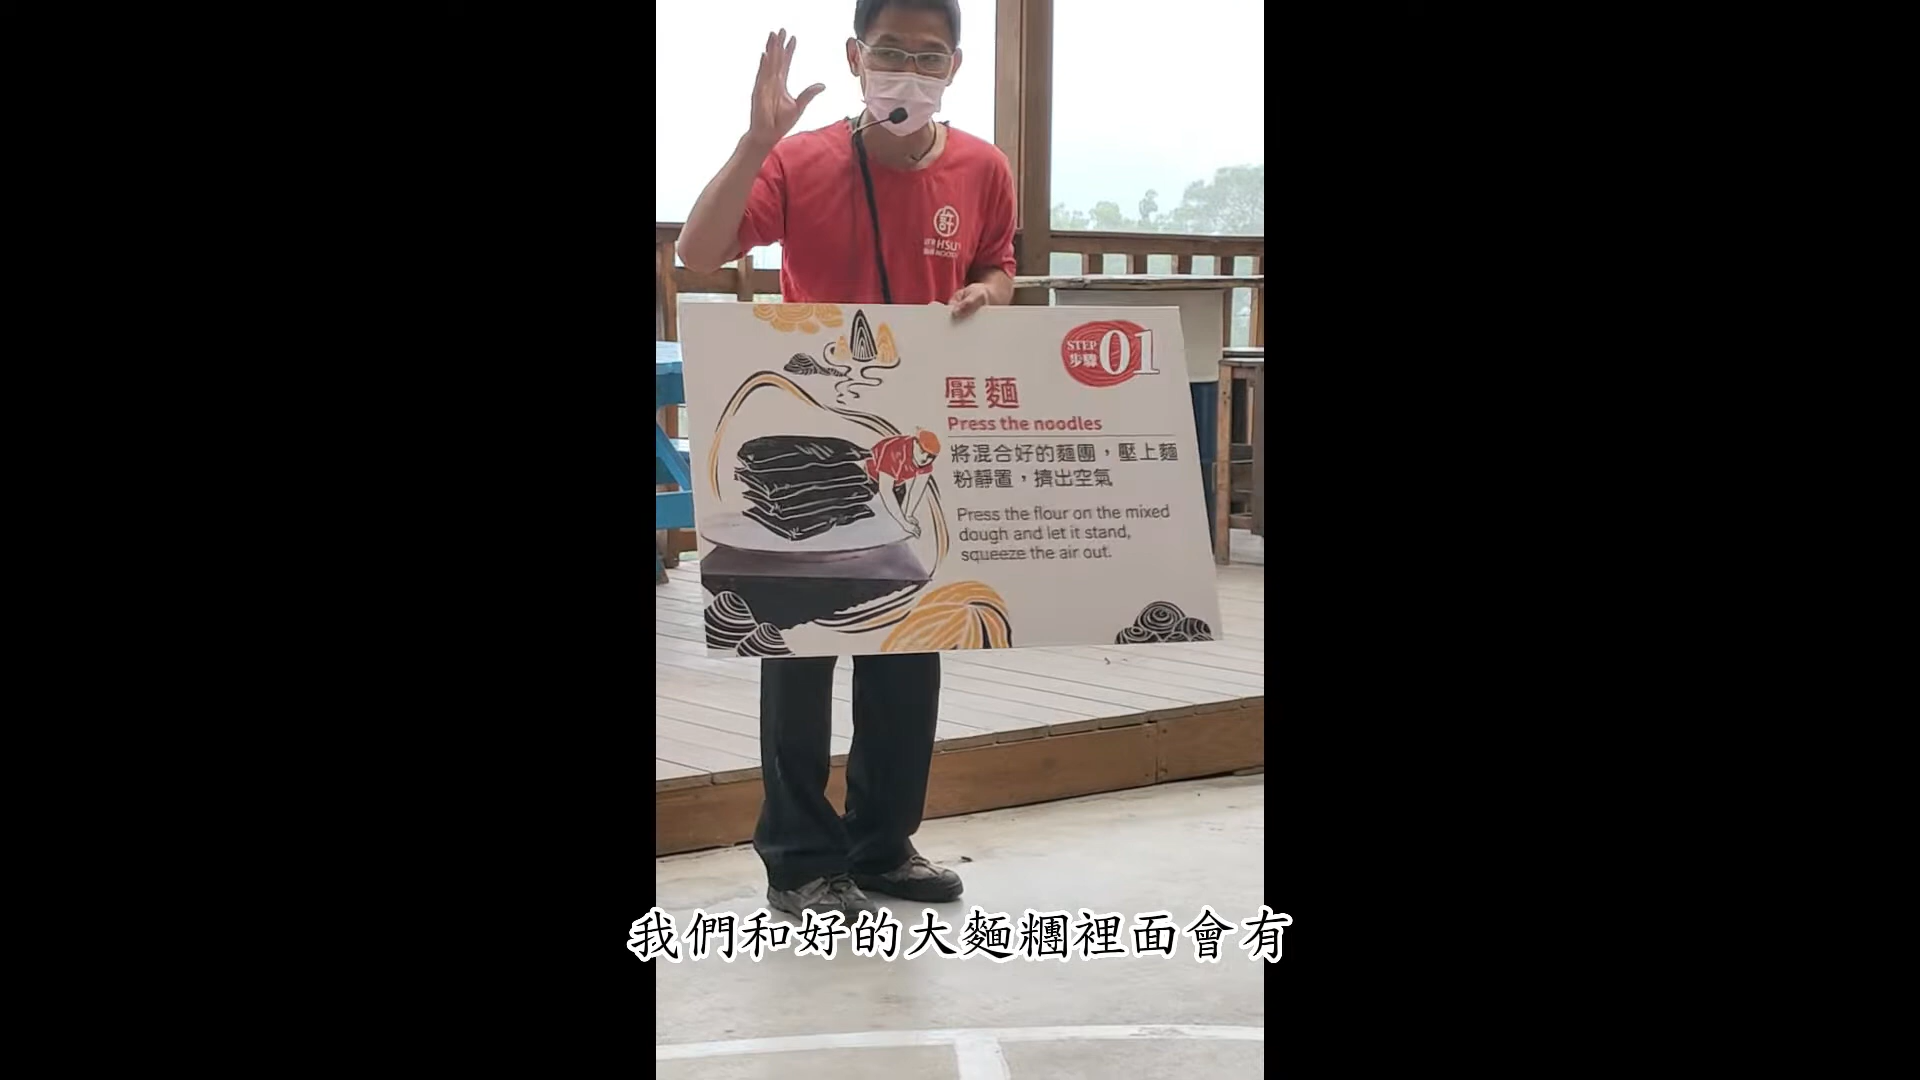 許
HSU
STEP
步驟 01
壓麵
Press the noodles
將混合好的麵團，壓上麵
粉靜置，擠出空氣
Press the flour on the mixed
dough and let it stand,
squeeze the air out.
我們和好的大麵糰裡面會有